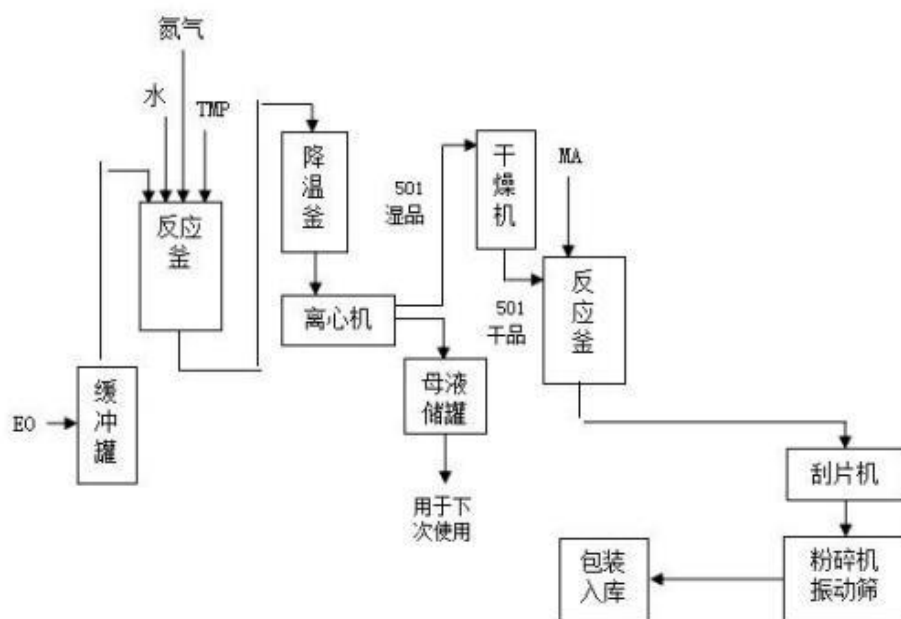 氮气
水
TMP
反应
釜
EO
缓
冲
罐
降
温
釜
离心机
501
湿品
干
燥
机
母液
储罐
用于下
次使用
501
干品
MA
反
应
釜
刮片机
粉碎机
振动筛
包装
入库